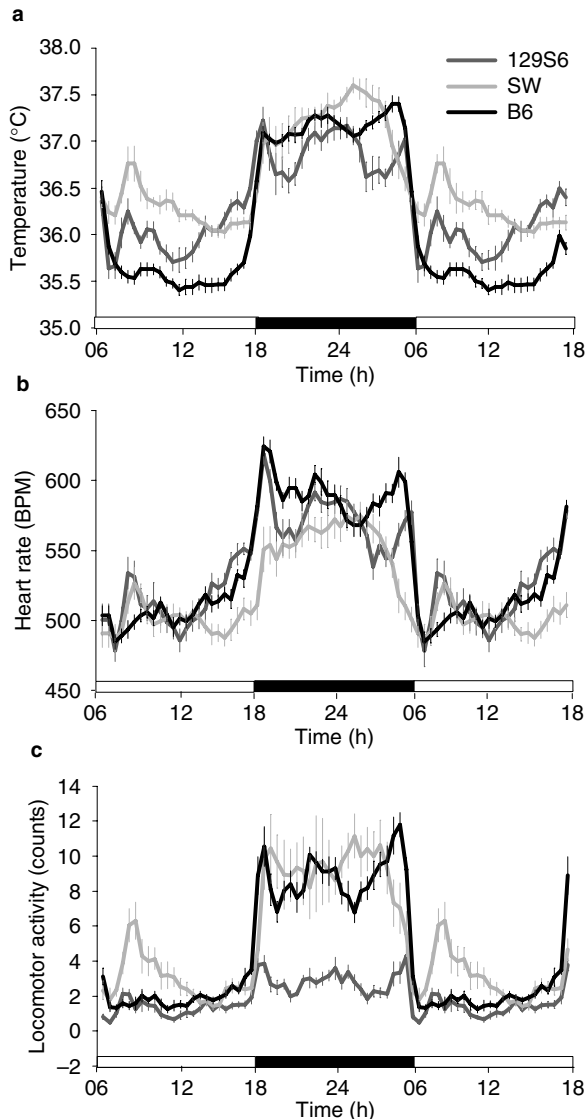 a
38.0
37.5
37.0
36.5
36.0
35.5
35.0
Temperature (°C)
129S6
SW
B6
06 12 18 24 06 12 18
Time (h)
b
650
600
550
500
450
Heart rate (BPM)
06 12 18 24 06 12 18
Time (h)
c
14
12
10
8
6
4
2
0
–2
Locomotor activity (counts)
06 12 18 24 06 12 18
Time (h)